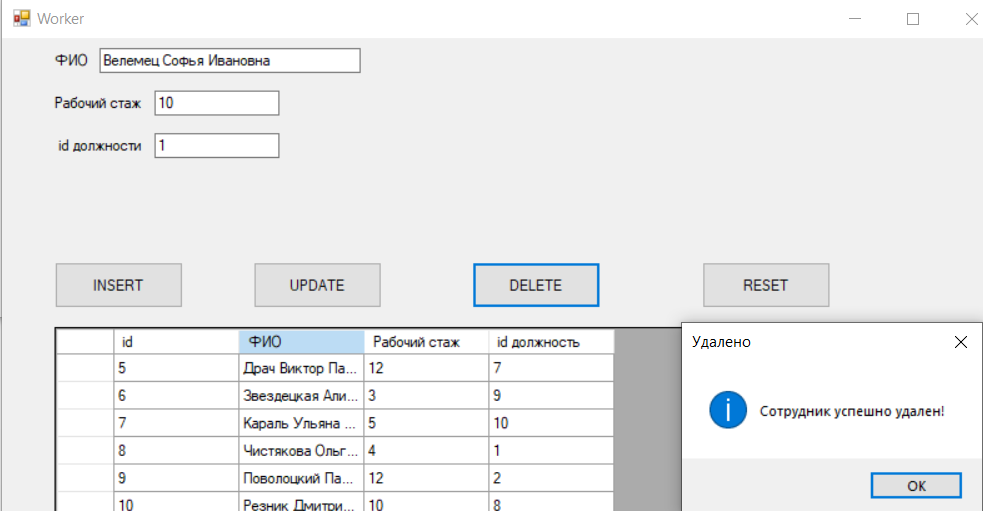 Worker
ФИО Велемец Софья Ивановна
Рабочий стаж 10
id должности 1
INSERT UPDATE DELETE RESET
id ФИО Рабочий стаж id должность
5 Драч Виктор Па... 12 7
6 Звездецкая Али... 3 9
7 Караль Ульяна ... 5 10
8 Чистякова Ольг... 4 1
9 Поволоцкий Па... 12 2
10 Резник Дмитри... 10 8
Удалено
Сотрудник успешно удален!
OK